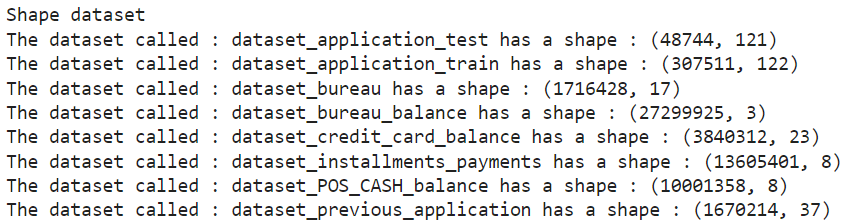 Shape dataset
The dataset called : dataset_application_test has a shape : (48744, 121)
The dataset called : dataset_application_train has a shape : (307511, 122)
The dataset called : dataset_bureau has a shape : (1716428, 17)
The dataset called : dataset_bureau_balance has a shape : (27299925, 3)
The dataset called : dataset_credit_card_balance has a shape : (3840312, 23)
The dataset called : dataset_installments_payments has a shape : (13605401, 8)
The dataset called : dataset_POS_CASH_balance has a shape : (10001358, 8)
The dataset called : dataset_previous_application has a shape : (1670214, 37)